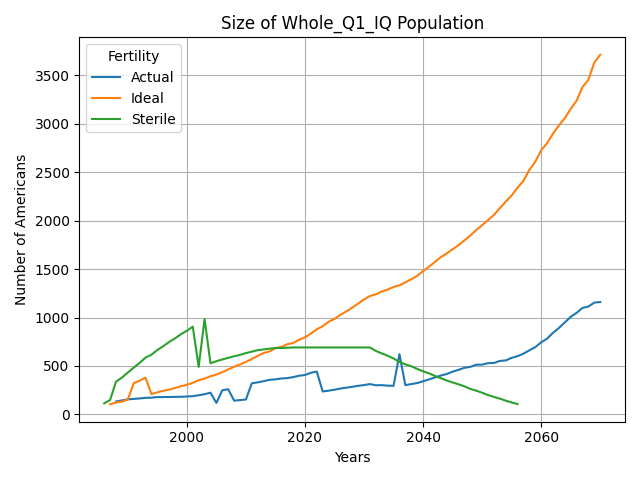 Size of Whole_Q1_IQ Population
Fertility
Actual
Ideal
Sterile
Number of Americans
3500
3000
2500
2000
1500
1000
500
0
2000
2020
2040
2060
Years